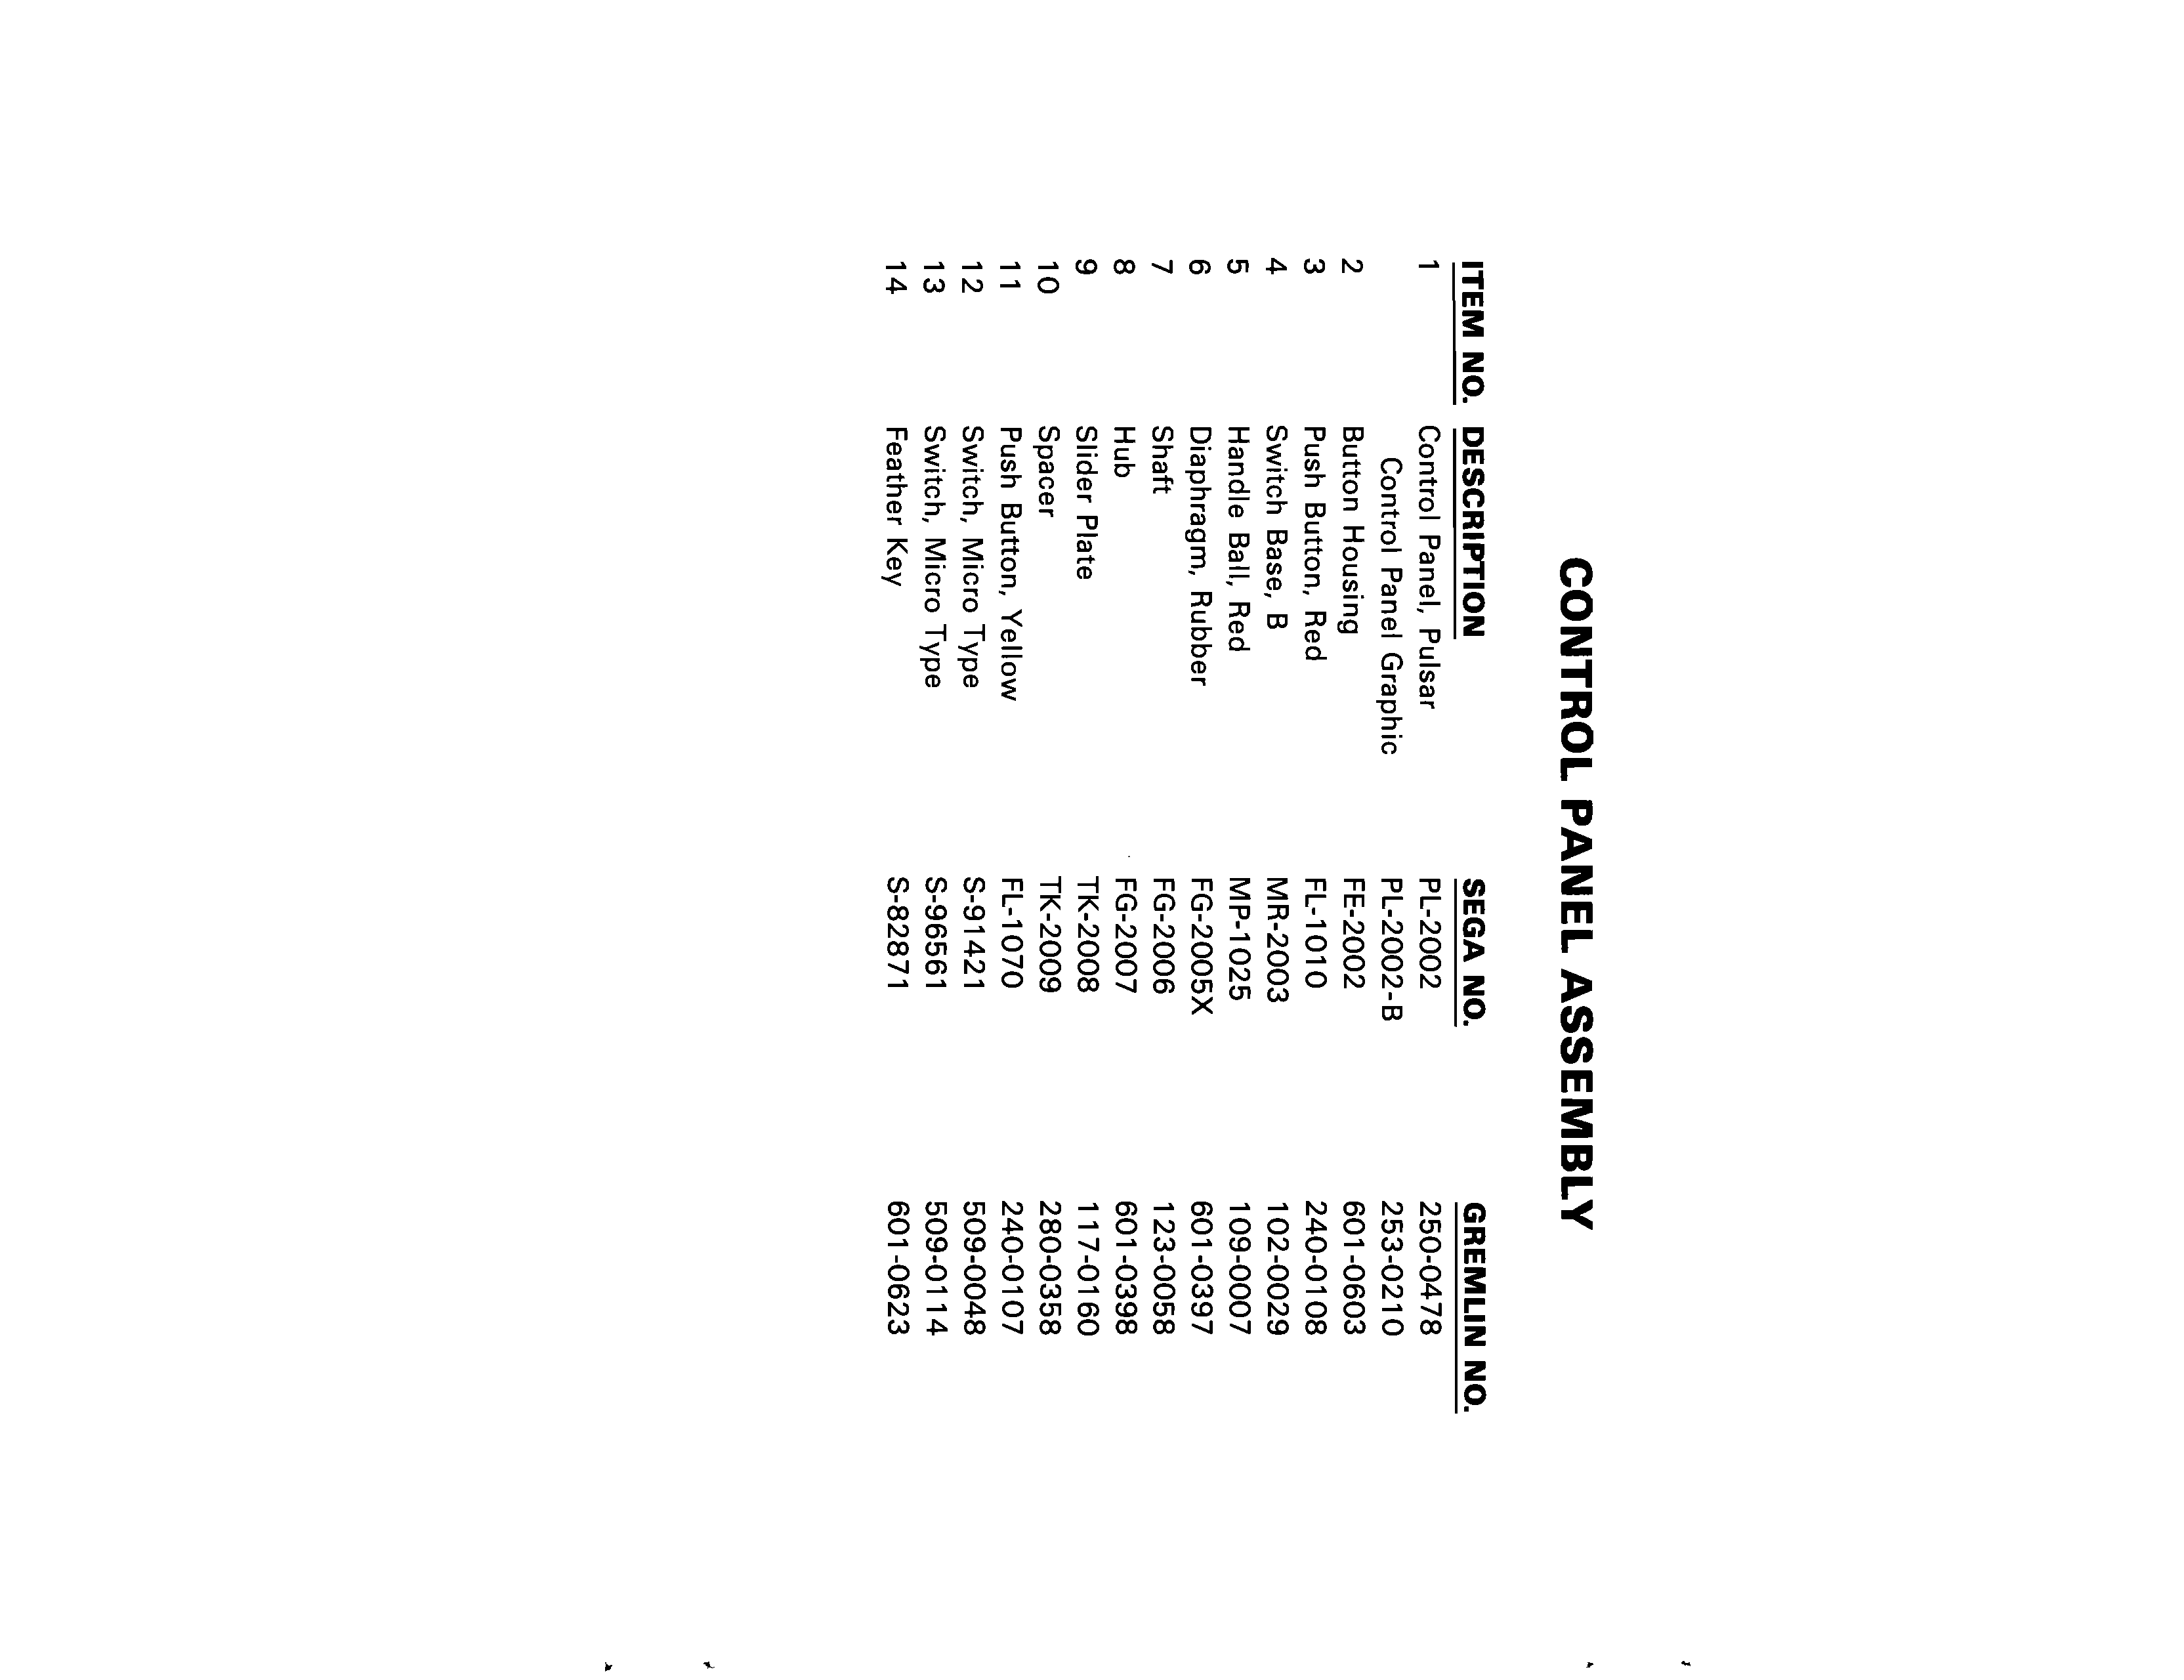 CONTROL PANEL ASSEMBLY
ITEM NO. DESCRIPTION SEGA NO. GREMLIN NO.
1 Control Panel, Pulsar PL-2002 250-0478
Control Panel Graphic PL-2002-B 253-0210
2 Button Housing FE-2002 601-0603
3 Push Button, Red FL-1010 240-0108
4 Switch Base, B MR-2003 102-0029
5 Handle Ball, Red MP-1025 109-0007
6 Diaphragm, Rubber FG-2005X 601-0397
7 Shaft FG-2006 123-0058
8 Hub FG-2007 601-0398
9 Slider Plate TK-2008 117-0160
10 Spacer TK-2009 280-0358
11 Push Button, Yellow FL-1070 240-0107
12 Switch, Micro Type S-91421 509-0048
13 Switch, Micro Type S-96561 509-0114
14 Feather Key S-82871 601-0623